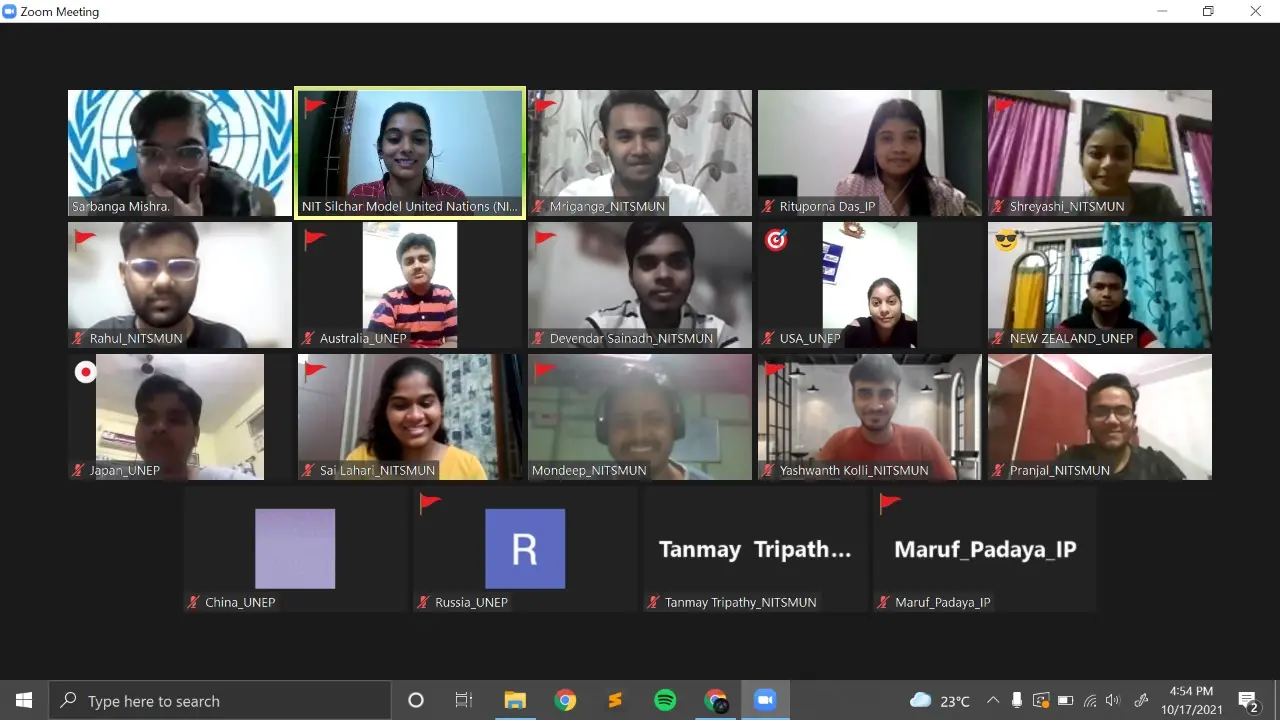 Zoom Meeting
Sarbanga Mishra.
NIT Silchar Model United Nations (NI...
Mriganga_NITSMUN
Rituporna Das_IP
Shreyashi_NITSMUN
Rahul_NITSMUN
Australia_UNEP
Devendar Sainadh_NITSMUN
USA_UNEP
NEW ZEALAND_UNEP
Japan_UNEP
Sai Lahari_NITSMUN
Mondeep_NITSMUN
Yashwanth Kolli_NITSMUN
Pranjal_NITSMUN
R
Tanmay Tripath...
Maruf_Padaya_IP
China_UNEP
Russia_UNEP
Tanmay Tripathy_NITSMUN
Maruf_Padaya_IP
Type here to search
23°C
4:54 PM
10/17/2021
2